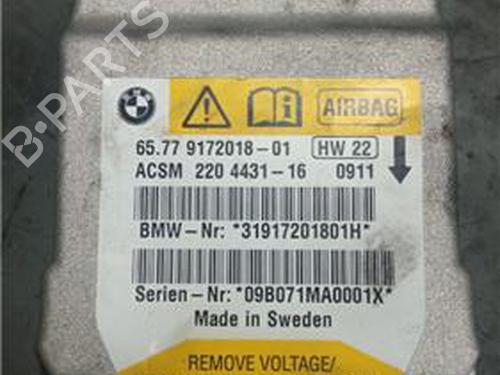 BMW
AIRBAG
65.77 9172018-01 HW 22
ACSM 220 4431-16 0911
BMW-Nr: *31917201801H*
Serien-Nr: *09B071MA0001X*
Made in Sweden
REMOVE VOLTAGE/
B-PARTS